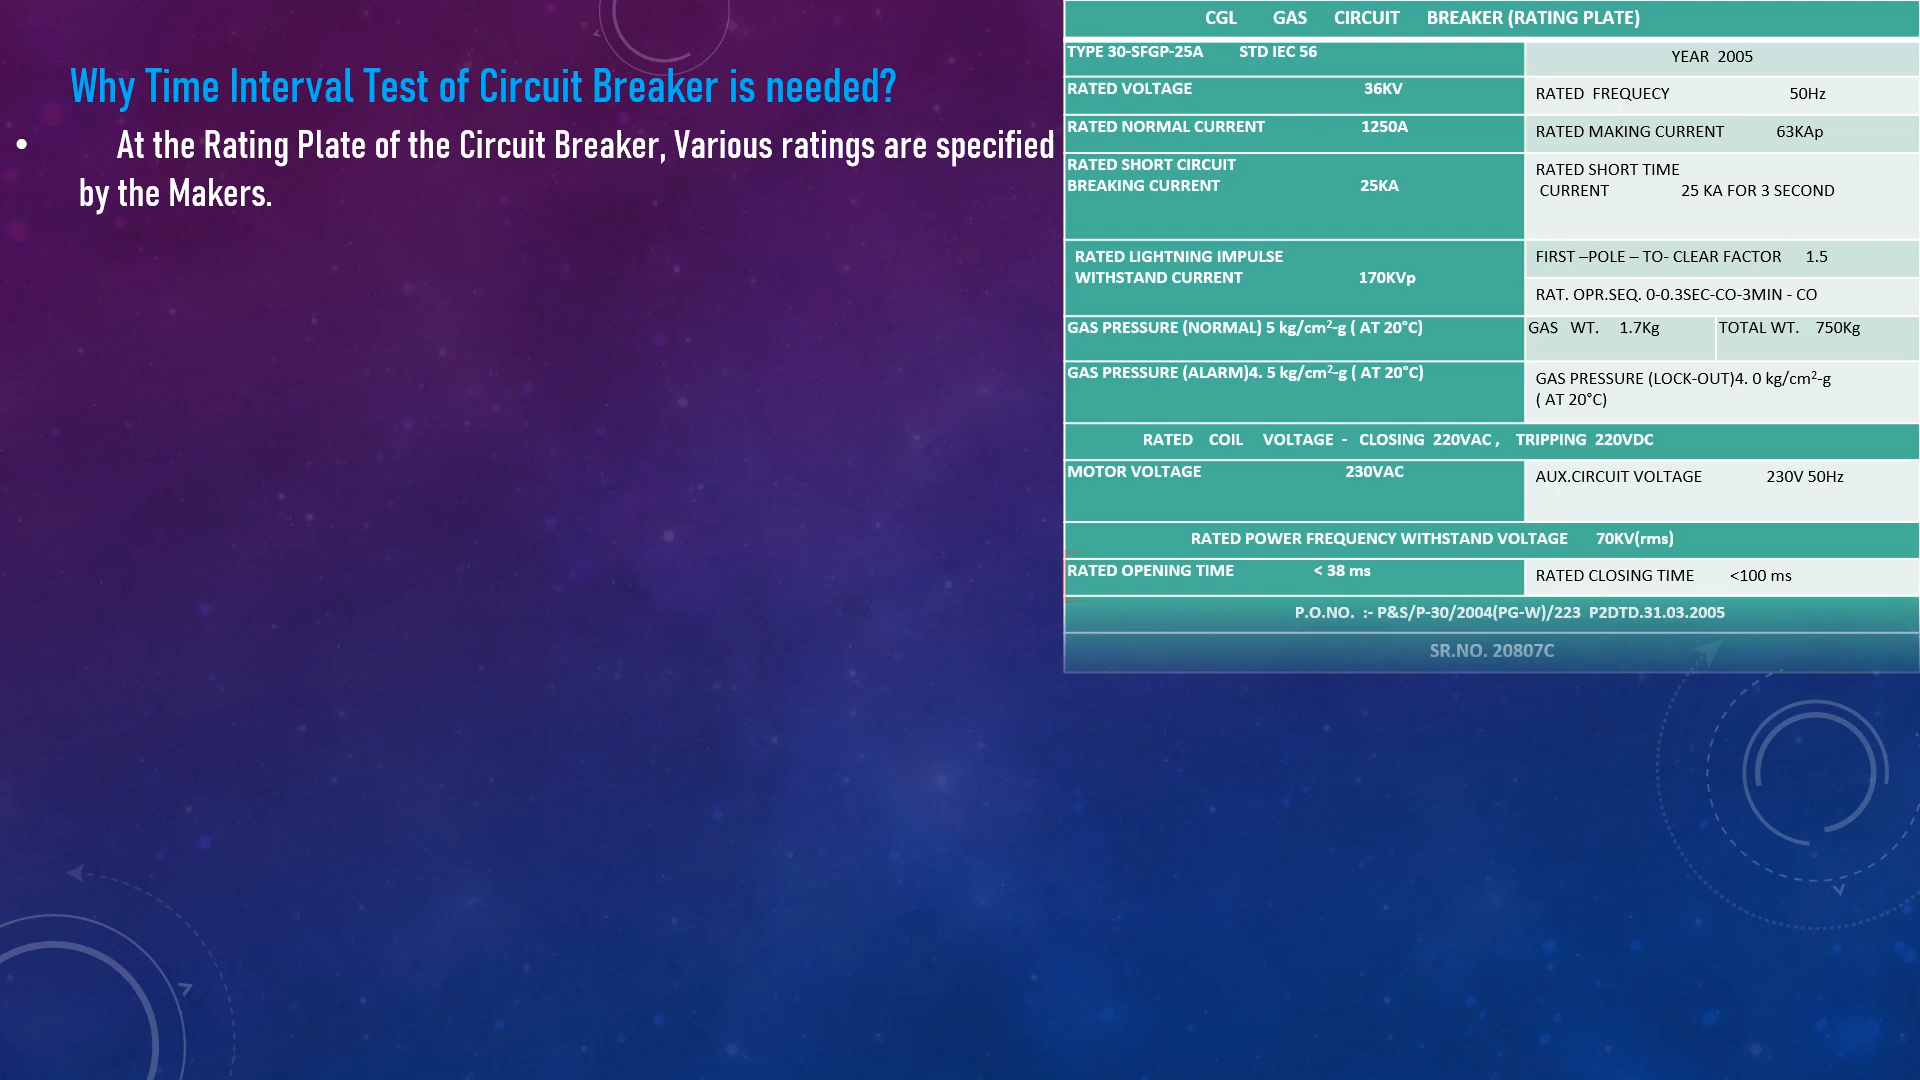 Why Time Interval Test of Circuit Breaker is needed?
• At the Rating Plate of the Circuit Breaker, Various ratings are specified
by the Makers.
CGL GAS CIRCUIT BREAKER (RATING PLATE)
TYPE 30-SFGP-25A STD IEC 56
YEAR 2005
RATED VOLTAGE 36KV
RATED FREQUECY 50Hz
RATED NORMAL CURRENT 1250A
RATED MAKING CURRENT 63KAp
RATED SHORT CIRCUIT
BREAKING CURRENT 25KA
RATED SHORT TIME
CURRENT 25 KA FOR 3 SECOND
RATED LIGHTNING IMPULSE
WITHSTAND CURRENT 170KVp
FIRST –POLE – TO- CLEAR FACTOR 1.5
RAT. OPR.SEQ. 0-0.3SEC-CO-3MIN - CO
GAS PRESSURE (NORMAL) 5 kg/cm²-g ( AT 20°C)
GAS WT. 1.7Kg
TOTAL WT. 750Kg
GAS PRESSURE (ALARM)4. 5 kg/cm²-g ( AT 20°C)
GAS PRESSURE (LOCK-OUT)4. 0 kg/cm²-g
( AT 20°C)
RATED COIL VOLTAGE - CLOSING 220VAC , TRIPPING 220VDC
MOTOR VOLTAGE 230VAC
AUX.CIRCUIT VOLTAGE 230V 50Hz
RATED POWER FREQUENCY WITHSTAND VOLTAGE 70KV(rms)
RATED OPENING TIME < 38 ms
RATED CLOSING TIME <100 ms
P.O.NO. :- P&S/P-30/2004(PG-W)/223 P2DTD.31.03.2005
SR.NO. 20807C